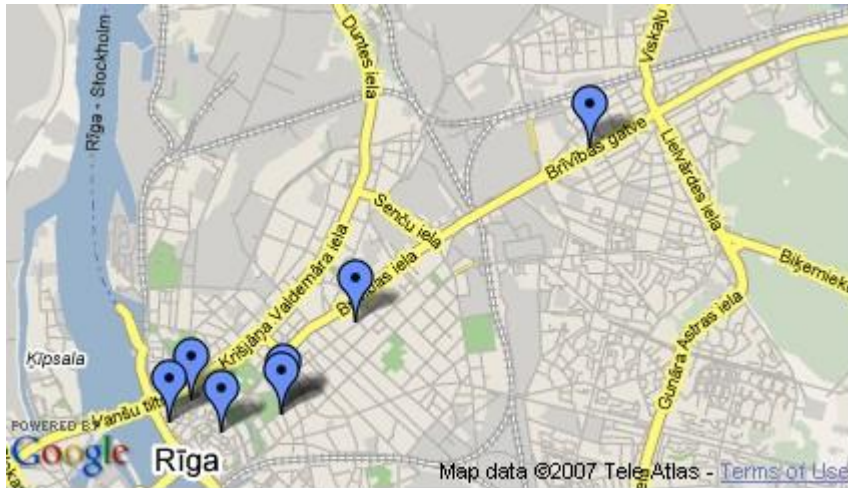 Duntes iela
Viskaļu
Rīga - Stockholm
Brīvības gatve
Lielvārdes iela
Senču iela
Krišjāņa Valdemāra iela
Biķernieku
Gunāra Astras iela
Ķīpsala
Vanšu tilts
POWERED BY
Google
Rīga
Map data ©2007 Tele Atlas - Terms of Use